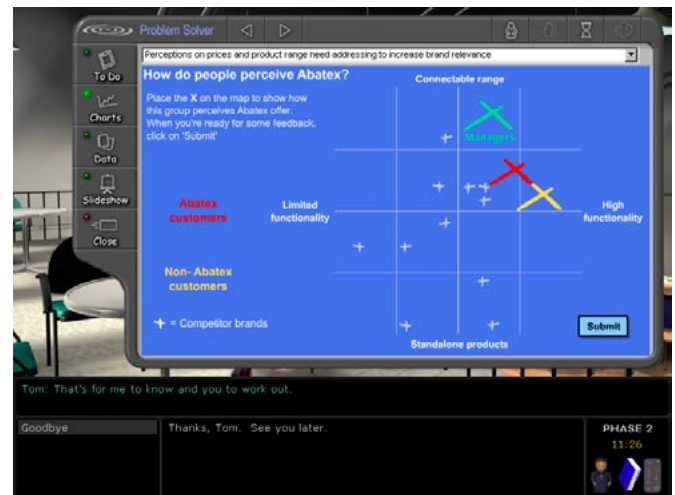 Problem Solver
To Do
Charts
Data
Slideshow
Close
Perceptions on prices and product range need addressing to increase brand relevance
How do people perceive Abatex?
Place the X on the map to show how
this group perceives Abatex offer.
When you're ready for some feedback,
click on 'Submit'
Connectable range
Managers
Abatex
customers
Limited
functionality
High
functionality
Non- Abatex
customers
= Competitor brands
Submit
Standalone products
Tom: That's for me to know and you to work out.
Goodbye
Thanks, Tom. See you later.
PHASE 2
11:26